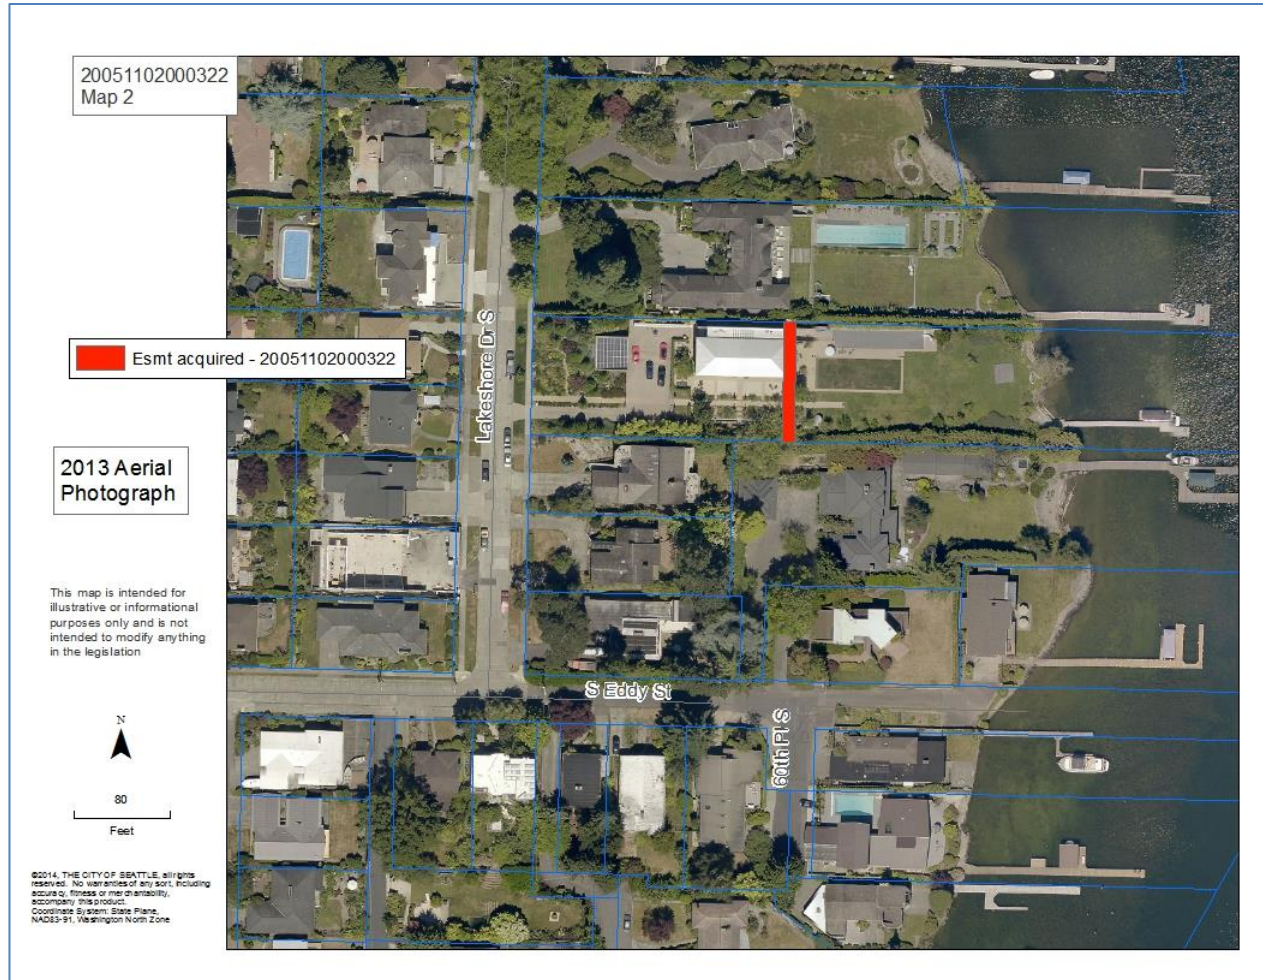 20051102000322
Map 2
Esmt acquired - 20051102000322
2013 Aerial
Photograph
This map is intended for
illustrative or informational
purposes only and is not
intended to modify anything
in the legislation
N
80
Feet
©2014, THE CITY OF SEATTLE, all rights
reserved. No warranties of any sort, including
accuracy, fitness or merchantability,
accompany this product.
Coordinate System: State Plane,
NAD83-91, Washington North Zone
Lakeshore Dr S
S Eddy St
60th Pl S